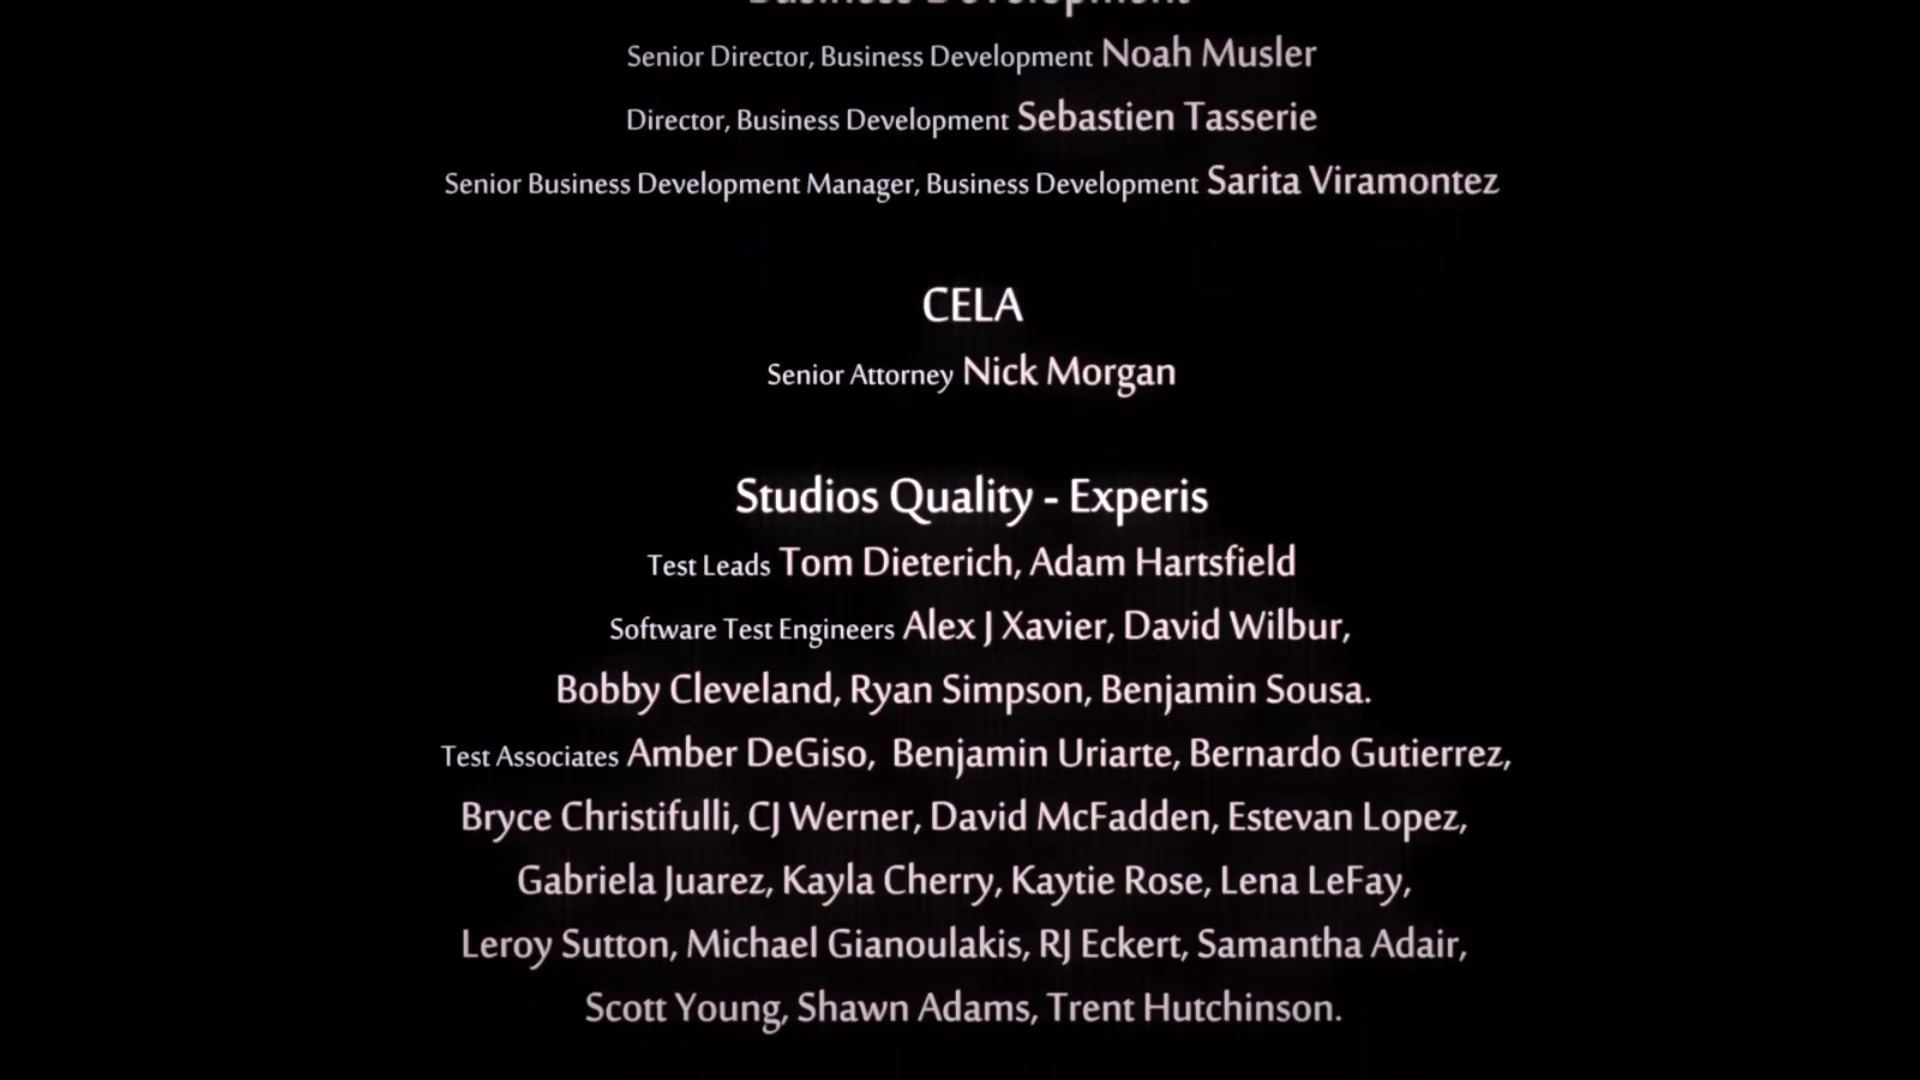 Business Development
Senior Director, Business Development Noah Musler
Director, Business Development Sebastien Tasserie
Senior Business Development Manager, Business Development Sarita Viramontez
CELA
Senior Attorney Nick Morgan
Studios Quality - Experis
Test Leads Tom Dieterich, Adam Hartsfield
Software Test Engineers Alex J Xavier, David Wilbur,
Bobby Cleveland, Ryan Simpson, Benjamin Sousa.
Test Associates Amber DeGiso,  Benjamin Uriarte, Bernardo Gutierrez,
Bryce Christifulli, CJ Werner, David McFadden, Estevan Lopez,
Gabriela Juarez, Kayla Cherry, Kaytie Rose, Lena LeFay,
Leroy Sutton, Michael Gianoulakis, RJ Eckert, Samantha Adair,
Scott Young, Shawn Adams, Trent Hutchinson.